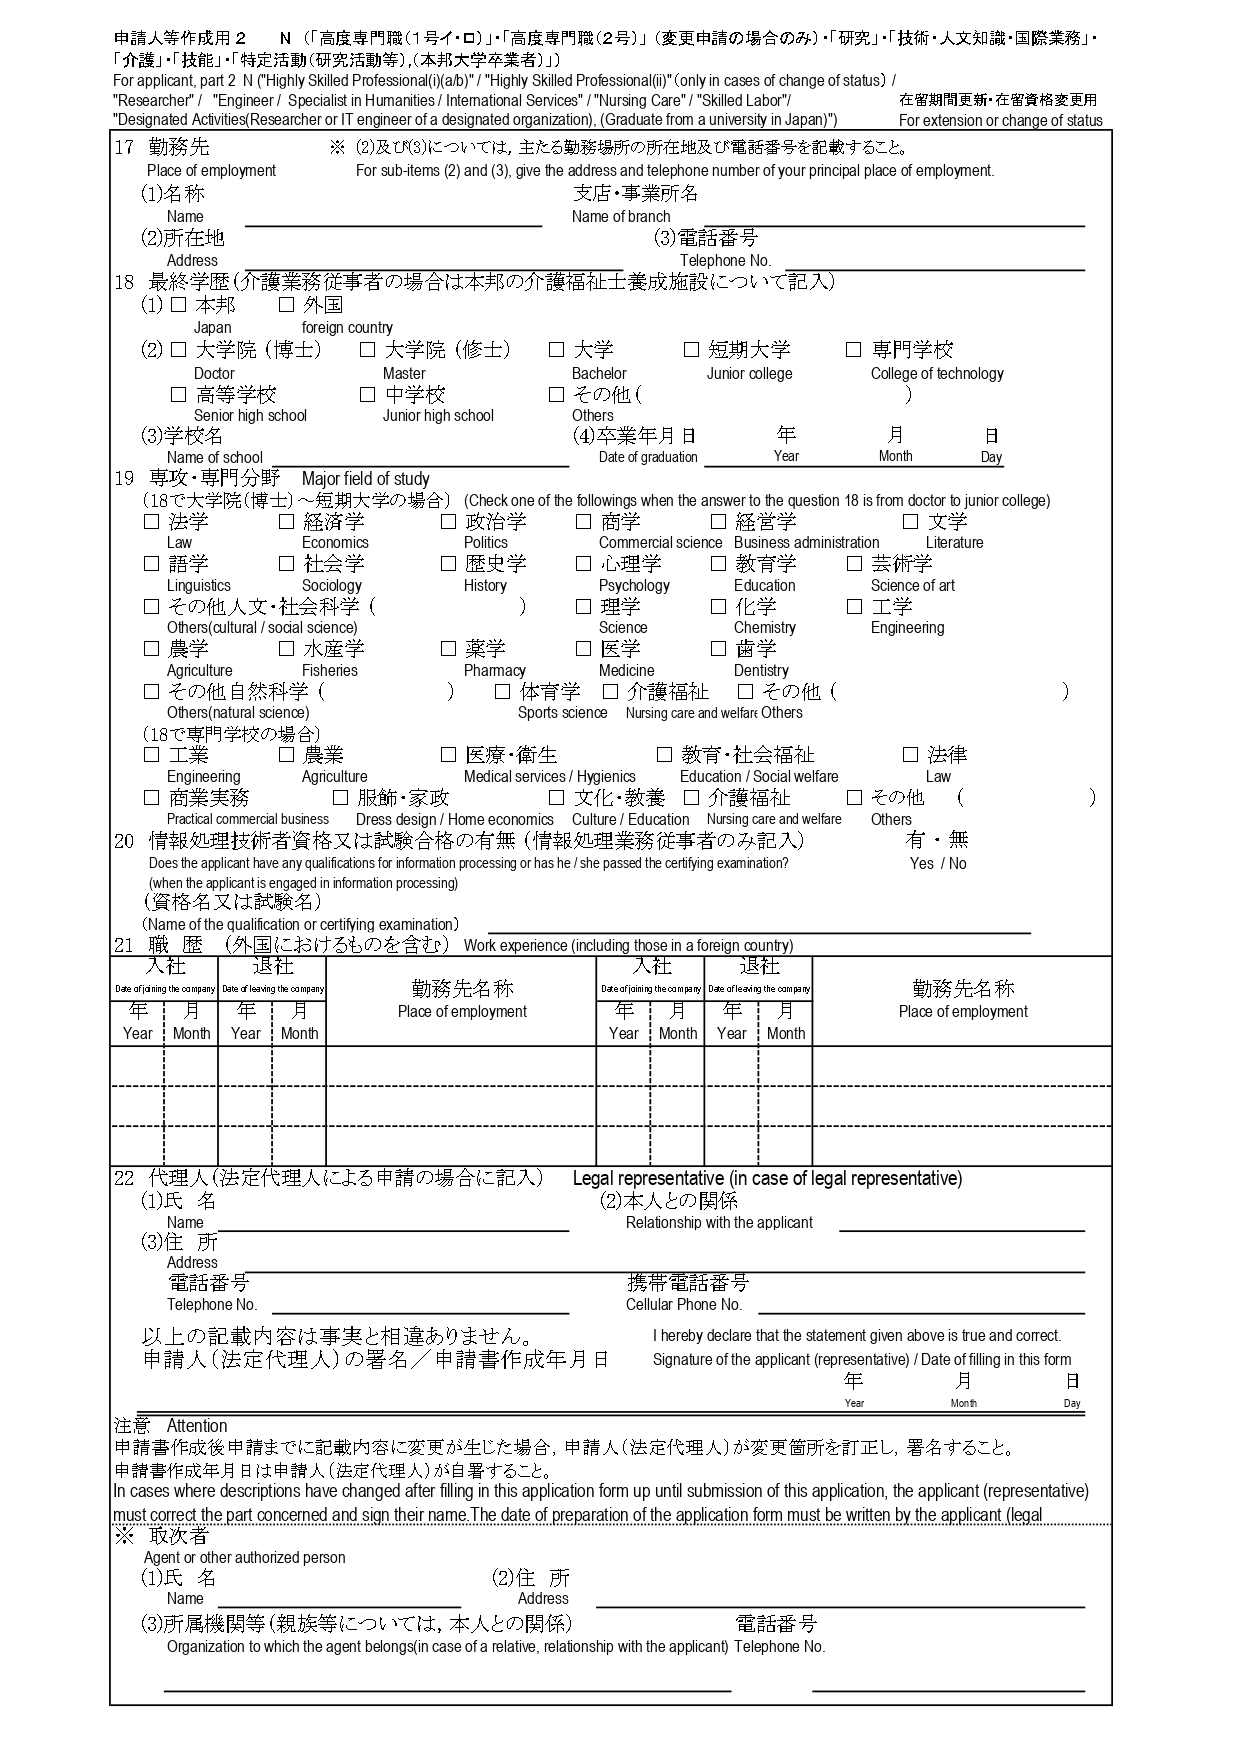 申請人等作成用2　　N　(「高度専門職(1号イ・ロ)」・「高度専門職(2号)」(変更申請の場合のみ)・「研究」・「技術・人文知識・国際業務」・
「介護」・「技能」・「特定活動(研究活動等),(本邦大学卒業者)」)
For applicant, part 2 N ("Highly Skilled Professional(i)(a/b)" / "Highly Skilled Professional(ii)"(only in cases of change of status) /
"Researcher" / "Engineer / Specialist in Humanities / International Services" / "Nursing Care" / "Skilled Labor"/ 在留期間更新・在留資格変更用
"Designated Activities(Researcher or IT engineer of a designated organization), (Graduate from a university in Japan)") For extension or change of status
17 勤務先 ※ (2)及び(3)については, 主たる勤務場所の所在地及び電話番号を記載すること。
Place of employment For sub-items (2) and (3), give the address and telephone number of your principal place of employment.
(1)名称 支店・事業所名
Name Name of branch
(2)所在地 (3)電話番号
Address Telephone No.
18 最終学歴(介護業務従事者の場合は本邦の介護福祉士養成施設について記入)
(1) □ 本邦 □ 外国
Japan foreign country
(2) □ 大学院(博士) □ 大学院(修士) □ 大学 □ 短期大学 □ 専門学校
Doctor Master Bachelor Junior college College of technology
□ 高等学校 □ 中学校 □ その他( )
Senior high school Junior high school Others
(3)学校名 (4)卒業年月日 年 月 日
Name of school Date of graduation Year Month Day
19 専攻・専門分野 Major field of study
(18で大学院(博士)~短期大学の場合) (Check one of the followings when the answer to the question 18 is from doctor to junior college)
□ 法学 □ 経済学 □ 政治学 □ 商学 □ 経営学 □ 文学
Law Economics Politics Commercial science Business administration Literature
□ 語学 □ 社会学 □ 歴史学 □ 心理学 □ 教育学 □ 芸術学
Linguistics Sociology History Psychology Education Science of art
□ その他人文・社会科学( ) □ 理学 □ 化学 □ 工学
Others(cultural / social science) Science Chemistry Engineering
□ 農学 □ 水産学 □ 薬学 □ 医学 □ 歯学
Agriculture Fisheries Pharmacy Medicine Dentistry
□ その他自然科学( ) □ 体育学 □ 介護福祉 □ その他( )
Others(natural science) Sports science Nursing care and welfare Others
(18で専門学校の場合)
□ 工業 □ 農業 □ 医療・衛生 □ 教育・社会福祉 □ 法律
Engineering Agriculture Medical services / Hygienics Education / Social welfare Law
□ 商業実務 □ 服飾・家政 □ 文化・教養 □ 介護福祉 □ その他 ( )
Practical commercial business Dress design / Home economics Culture / Education Nursing care and welfare Others
20 情報処理技術者資格又は試験合格の有無(情報処理業務従事者のみ記入) 有・無
Does the applicant have any qualifications for information processing or has he / she passed the certifying examination? Yes / No
(when the applicant is engaged in information processing)
(資格名又は試験名)
(Name of the qualification or certifying examination)
21 職 歴 (外国におけるものを含む) Work experience (including those in a foreign country)
入社 退社 入社 退社
Date of joining the company Date of leaving the company 勤務先名称 Date of joining the company Date of leaving the company 勤務先名称
年 月 年 月 Place of employment 年 月 年 月 Place of employment
Year Month Year Month Year Month Year Month
22 代理人(法定代理人による申請の場合に記入) Legal representative (in case of legal representative)
(1)氏 名 (2)本人との関係
Name Relationship with the applicant
(3)住 所
Address
電話番号 携帯電話番号
Telephone No. Cellular Phone No.
以上の記載内容は事実と相違ありません。 I hereby declare that the statement given above is true and correct.
申請人(法定代理人)の署名/申請書作成年月日 Signature of the applicant (representative) / Date of filling in this form
年 月 日
Year Month Day
注意 Attention
申請書作成後申請までに記載内容に変更が生じた場合, 申請人(法定代理人)が変更箇所を訂正し, 署名すること。
申請書作成年月日は申請人(法定代理人)が自署すること。
In cases where descriptions have changed after filling in this application form up until submission of this application, the applicant (representative)
must correct the part concerned and sign their name.The date of preparation of the application form must be written by the applicant (legal
※ 取次者
Agent or other authorized person
(1)氏 名 (2)住 所
Name Address
(3)所属機関等(親族等については, 本人との関係) 電話番号
Organization to which the agent belongs(in case of a relative, relationship with the applicant) Telephone No.